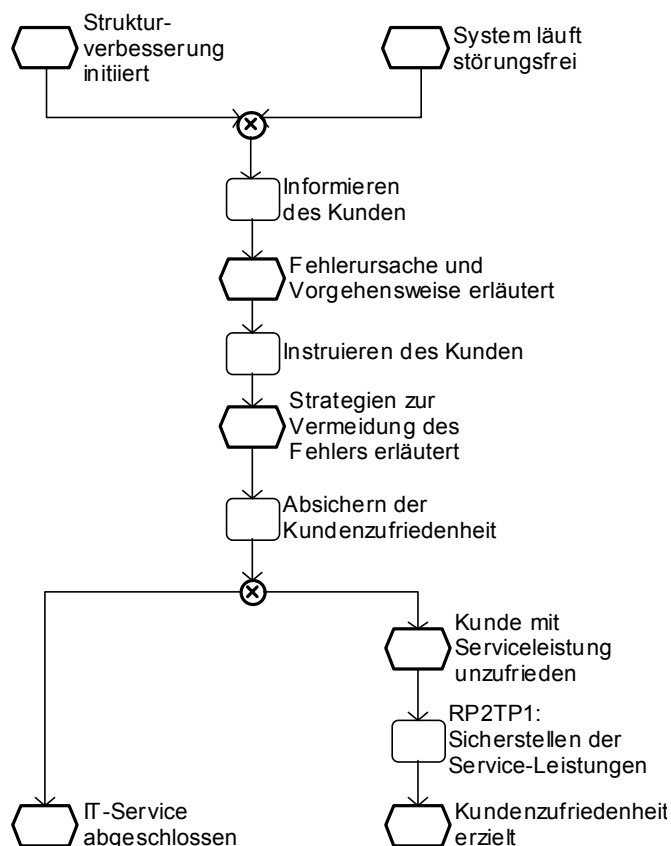 Struktur-
verbesserung
initiiert
System läuft
störungsfrei
Informieren
des Kunden
Fehlerursache und
Vorgehensweise erläutert
Instruieren des Kunden
Strategien zur
Vermeidung des
Fehlers erläutert
Absichern der
Kundenzufriedenheit
Kunde mit
Serviceleistung
unzufrieden
RP2TP1:
Sicherstellen der
Service-Leistungen
IT-Service
abgeschlossen
Kundenzufriedenheit
erzielt